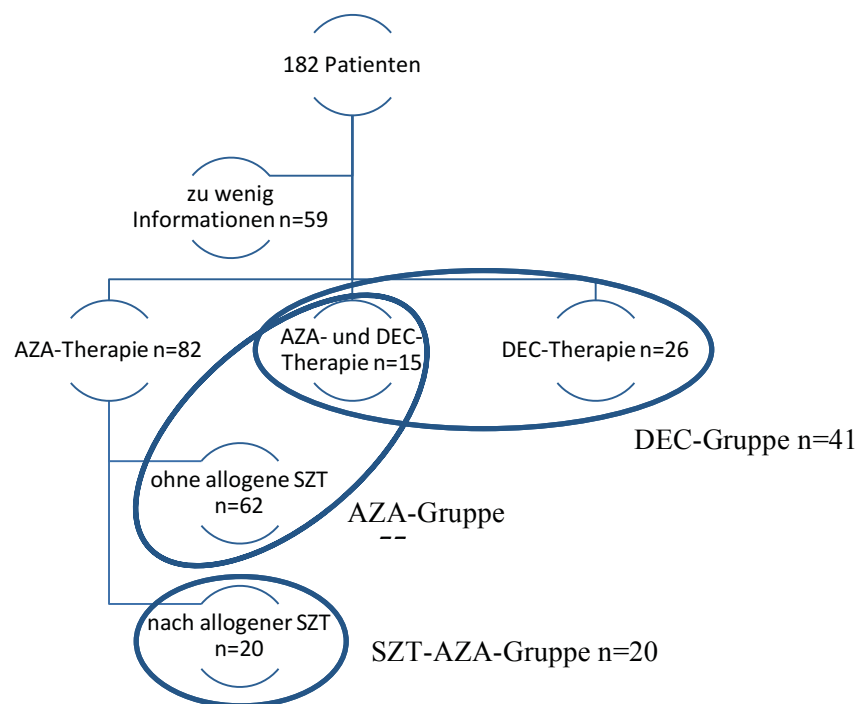 182 Patienten
zu wenig
Informationen n=59
AZA-Therapie n=82
AZA- und DEC-
Therapie n=15
DEC-Therapie n=26
DEC-Gruppe n=41
ohne allogene SZT
n=62
AZA-Gruppe
nach allogener SZT
n=20
SZT-AZA-Gruppe n=20